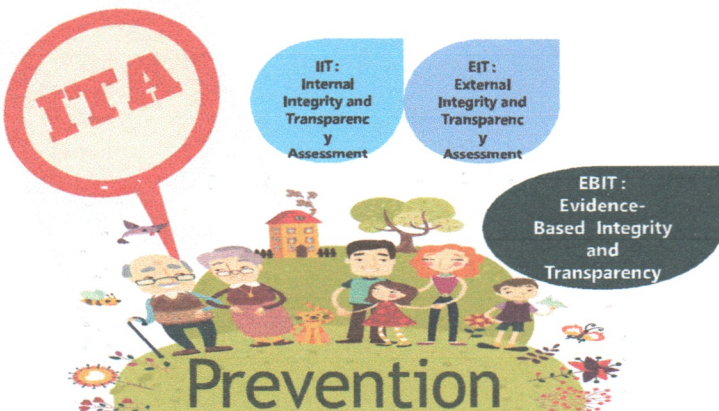 ITA
IIT :
Internal
Integrity and
Transparenc
y
Assessment
EIT :
External
Integrity and
Transparenc
y
Assessment
EBIT :
Evidence-
Based Integrity
and
Transparency
Prevention